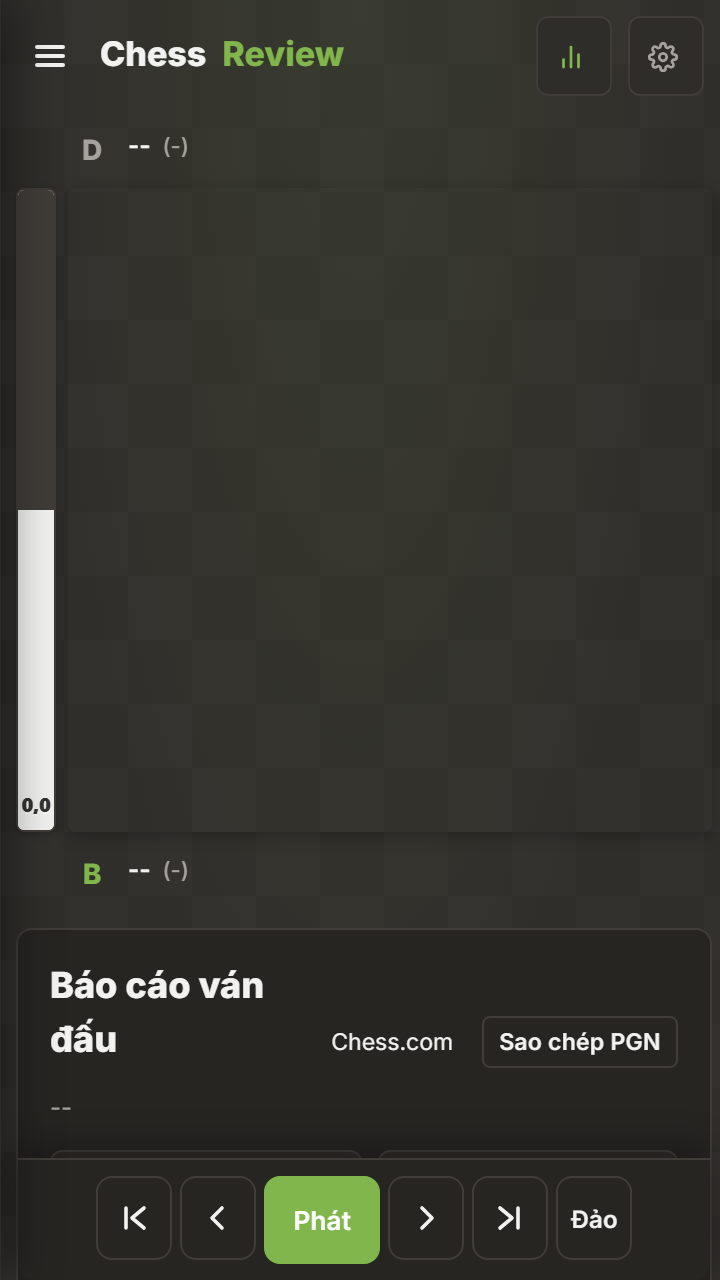 Chess Review
D -- (-)
0,0
B -- (-)
Báo cáo ván
đấu
Chess.com
Sao chép PGN
--
Phát
Đảo